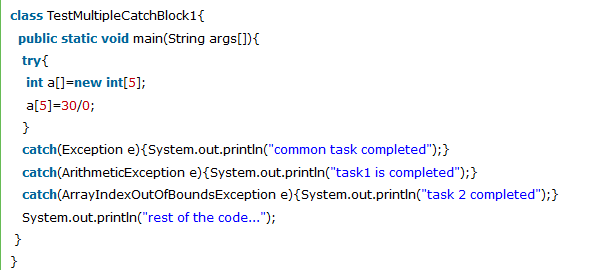 class TestMultipleCatchBlock1{
public static void main(String args[]){
try{
int a[]=new int[5];
a[5]=30/0;
}
catch(Exception e){System.out.println("common task completed");}
catch(ArithmeticException e){System.out.println("task1 is completed");}
catch(ArrayIndexOutOfBoundsException e){System.out.println("task 2 completed");}
System.out.println("rest of the code...");
}
}